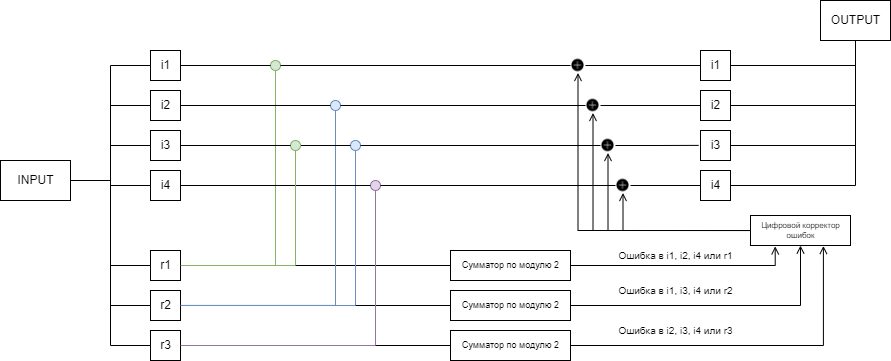 OUTPUT
i1
i1
i2
i2
i3
i3
INPUT
i4
i4
Цифровой корректор
ошибок
r1
Сумматор по модулю 2
Ошибка в i1, i2, i4 или r1
r2
Сумматор по модулю 2
Ошибка в i1, i3, i4 или r2
r3
Сумматор по модулю 2
Ошибка в i2, i3, i4 или r3